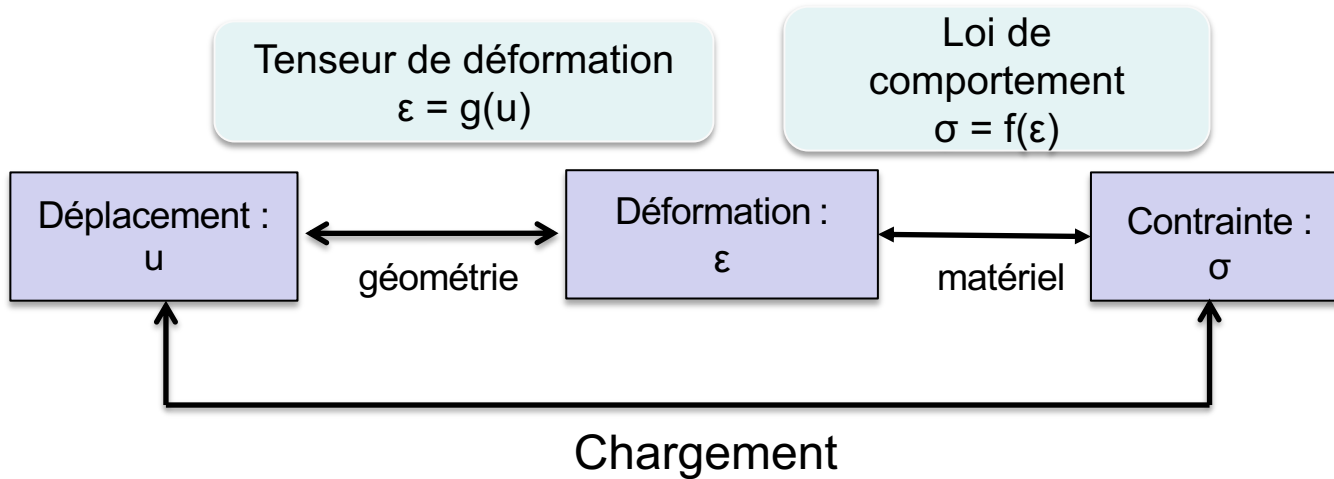 Tenseur de déformation
ε = g(u)
Loi de
comportement
σ = f(ε)
Déplacement :
u
géométrie
Déformation :
ε
matériel
Contrainte :
σ
Chargement